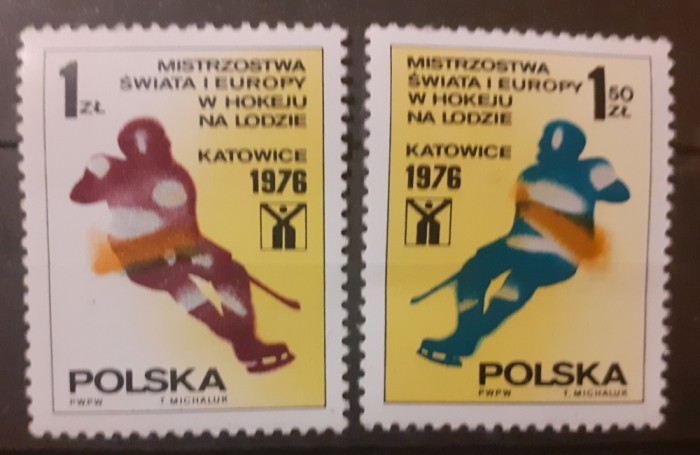 1 ZŁ
MISTRZOSTWA
ŚWIATA I EUROPY
W HOKEJU
NA LODZIE
KATOWICE
1976
POLSKA
PWPW T. MICHALUK
MISTRZOSTWA
ŚWIATA I EUROPY
W HOKEJU
NA LODZIE
1 50 ZŁ
KATOWICE
1976
POLSKA
PWPW T. MICHALUK